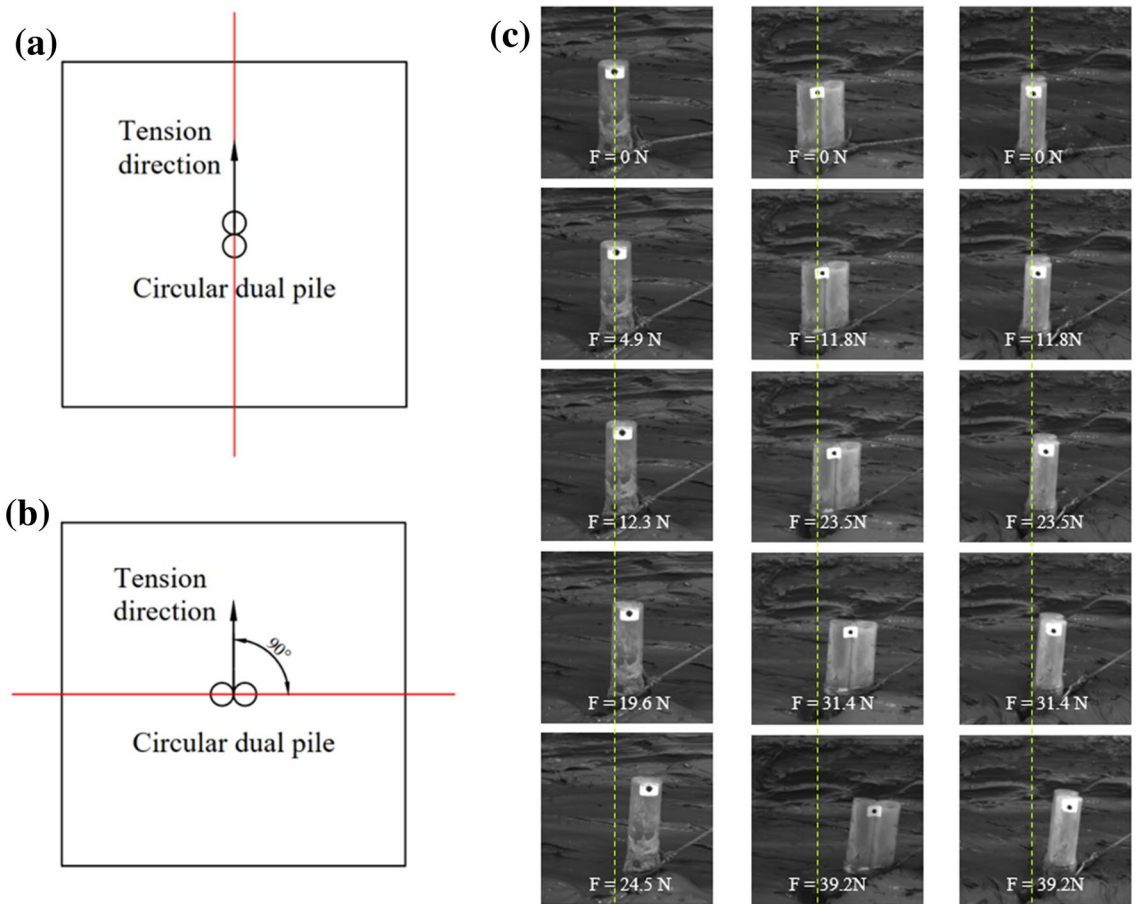 (a)
Tension
direction
Circular dual pile
(b)
Tension
direction
90°
Circular dual pile
(c)
F = 0 N
F = 0 N
F = 0 N
F = 4.9 N
F = 11.8N
F = 11.8N
F = 12.3 N
F = 23.5N
F = 23.5N
F = 19.6 N
F = 31.4 N
F = 31.4 N
F = 24.5 N
F = 39.2N
F = 39.2N